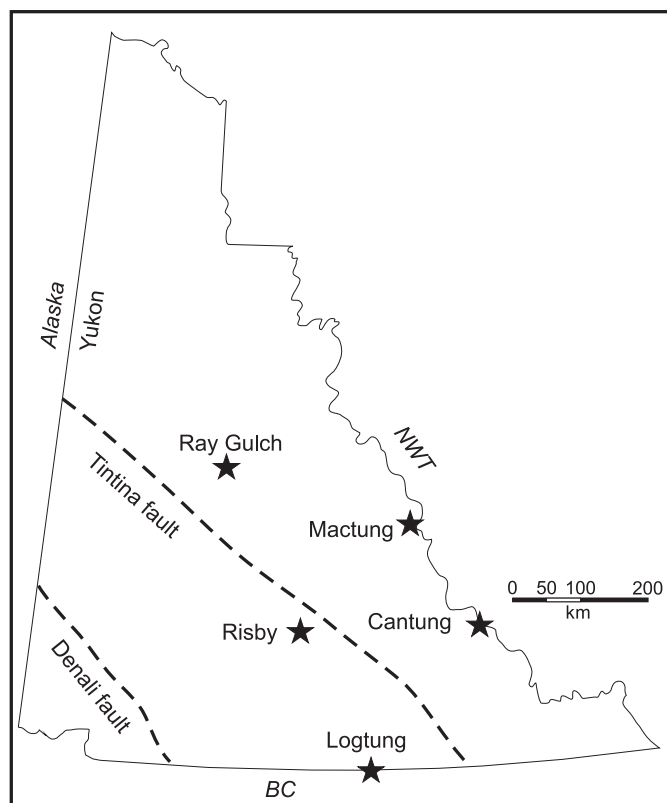 Alaska
Yukon
NWT
Ray Gulch
Tintina fault
Mactung
0 50 100 200
km
Cantung
Risby
Denali fault
Logtung
BC